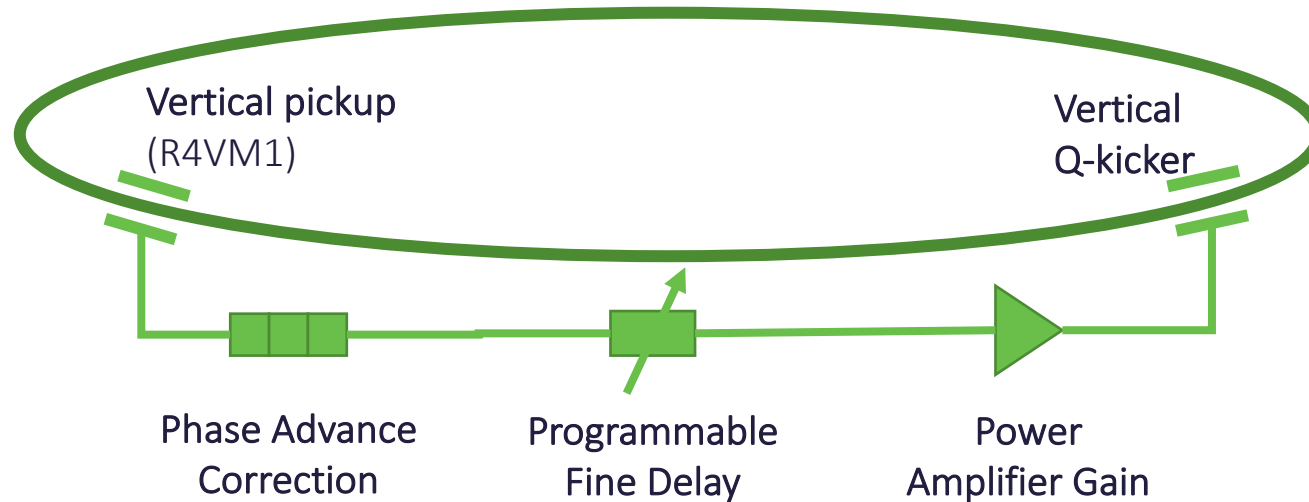 Vertical pickup
(R4VM1)
Vertical
Q-kicker
Phase Advance
Correction
Programmable
Fine Delay
Power
Amplifier Gain